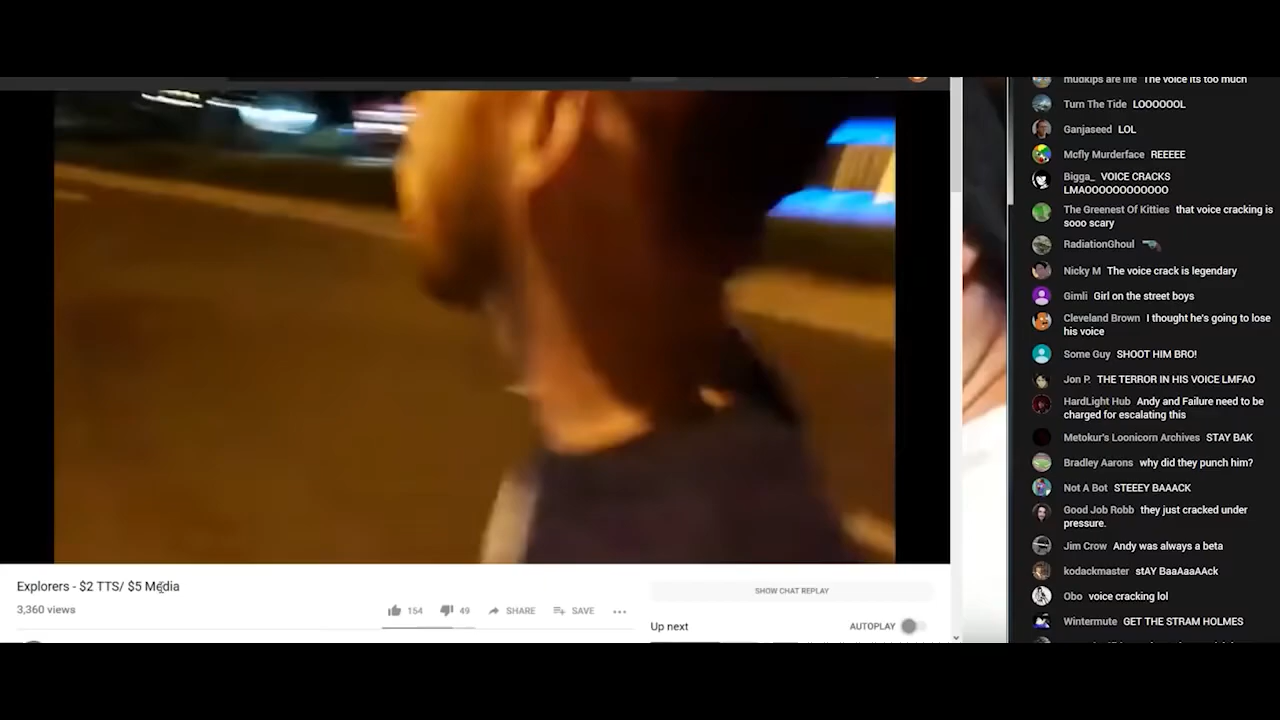 Explorers - $2 TTS/ $5 Media
3,360 views
154
49
SHARE
SAVE
SHOW CHAT REPLAY
Up next
AUTOPLAY
mudkips are life The voice its too much
Turn The Tide LOOOOOOL
Ganjaseed LOL
Mcfly Murderface REEEEE
Bigga_ VOICE CRACKS
LMAOOOOOOOOOOOO
The Greenest Of Kitties that voice cracking is
sooo scary
RadiationGhoul
Nicky M The voice crack is legendary
Gimli Girl on the street boys
Cleveland Brown I thought he's going to lose
his voice
Some Guy SHOOT HIM BRO!
Jon P. THE TERROR IN HIS VOICE LMFAO
HardLight Hub Andy and Failure need to be
charged for escalating this
Metokur's Loonicorn Archives STAY BAK
Bradley Aarons why did they punch him?
Not A Bot STEEEY BAAACK
Good Job Robb they just cracked under
pressure.
Jim Crow Andy was always a beta
kodackmaster stAY BaaAaaAAck
Obo voice cracking lol
Wintermute GET THE STRAM HOLMES